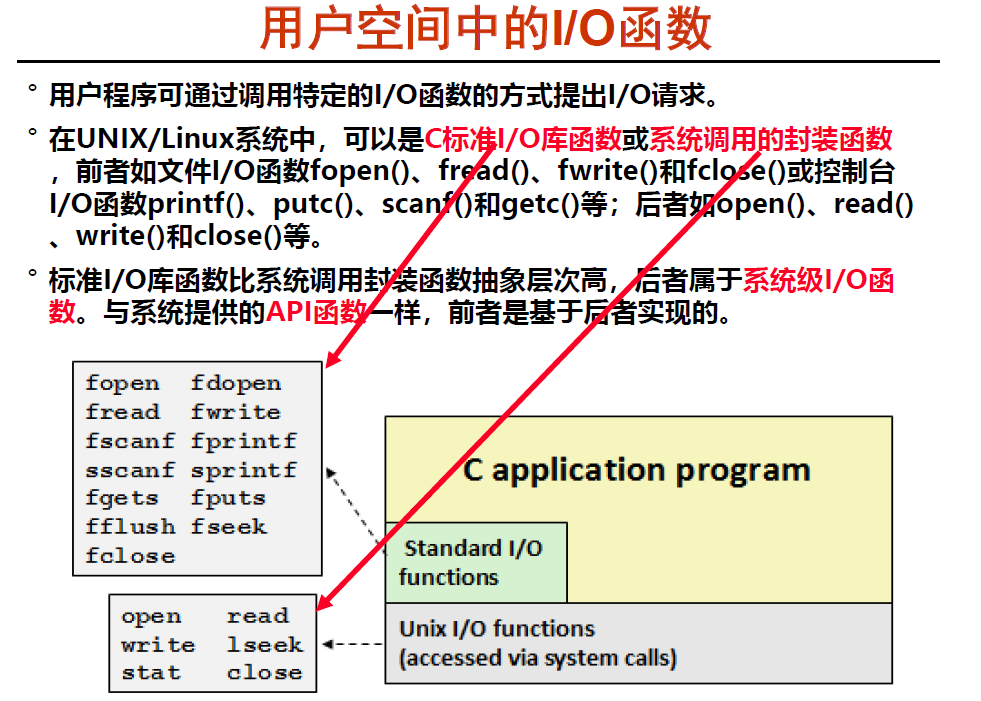 用户空间中的I/O函数
° 用户程序可通过调用特定的I/O函数的方式提出I/O请求。
° 在UNIX/Linux系统中，可以是C标准I/O库函数或系统调用的封装函数
，前者如文件I/O函数fopen()、fread()、fwrite()和fclose()或控制台
I/O函数printf()、putc()、scanf()和getc()等；后者如open()、read()
、write()和close()等。
° 标准I/O库函数比系统调用封装函数抽象层次高，后者属于系统级I/O函
数。与系统提供的API函数一样，前者是基于后者实现的。
fopen fdopen
fread fwrite
fscanf fprintf
sscanf sprintf
fgets fputs
fflush fseek
fclose
C application program
Standard I/O
functions
open read
write lseek
stat close
Unix I/O functions
(accessed via system calls)